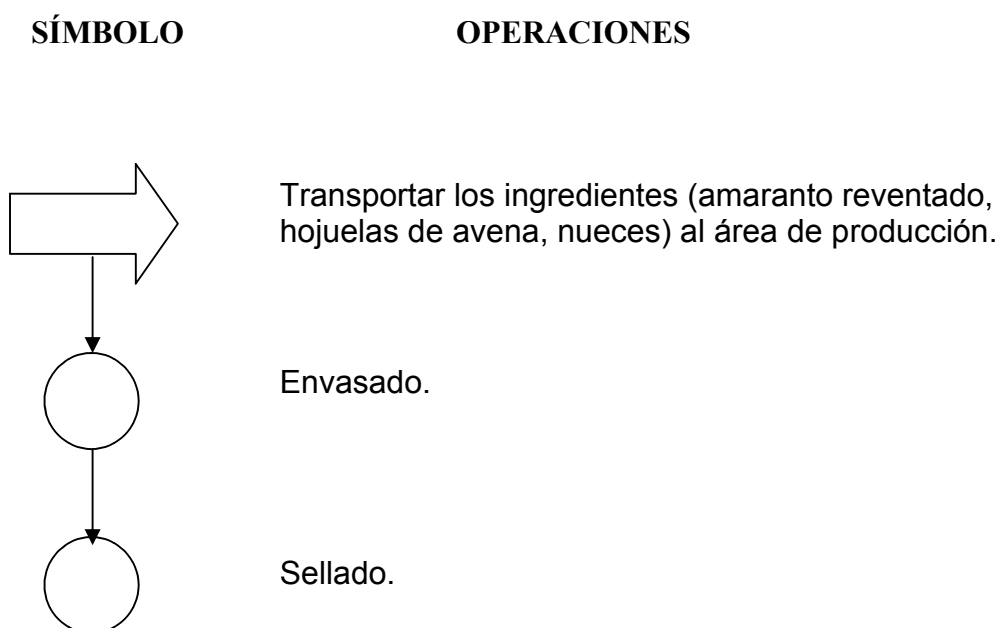 SÍMBOLO OPERACIONES
Transportar los ingredientes (amaranto reventado,
hojuelas de avena, nueces) al área de producción.
Envasado.
Sellado.